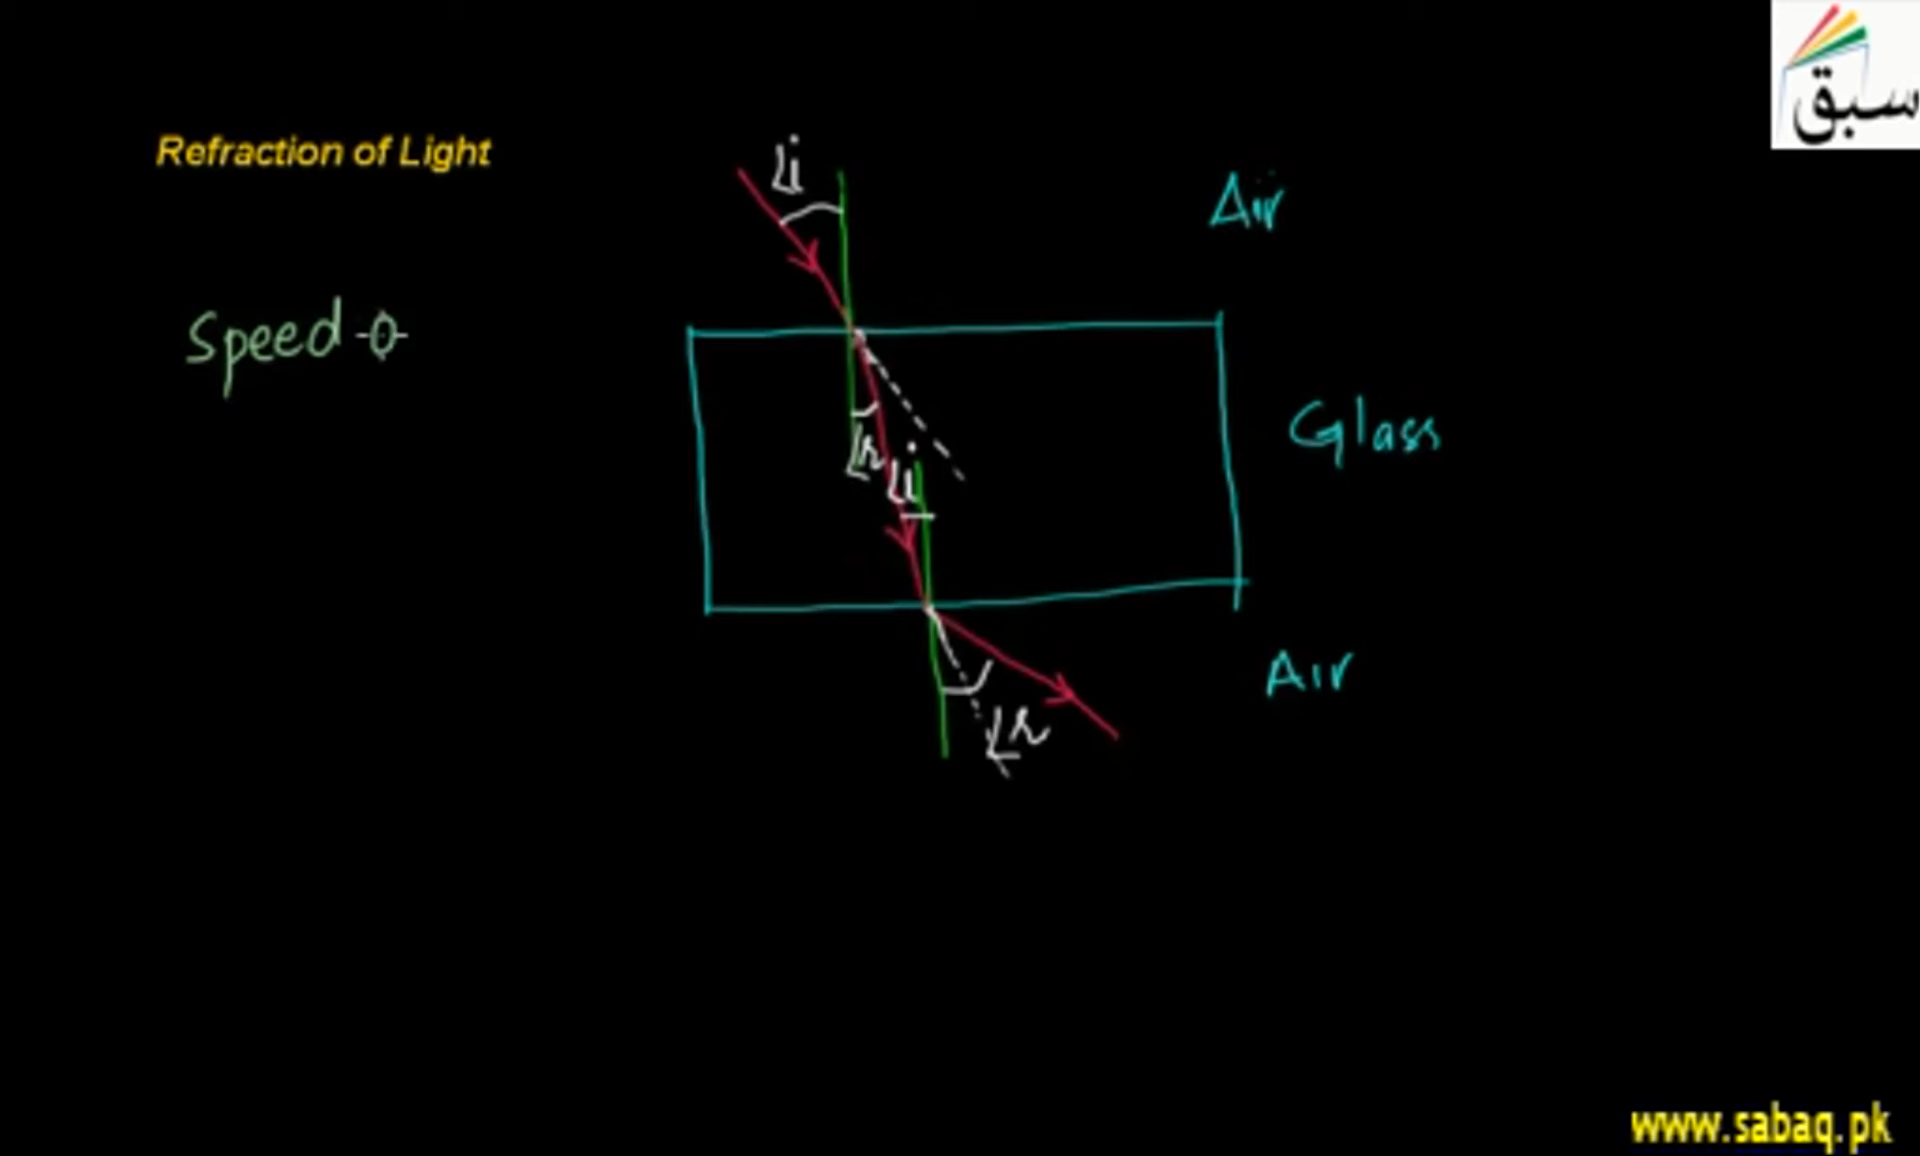 سبق
Refraction of Light
∠i
Air
Speed
Glass
∠r
∠i
Air
∠r
www.sabaq.pk